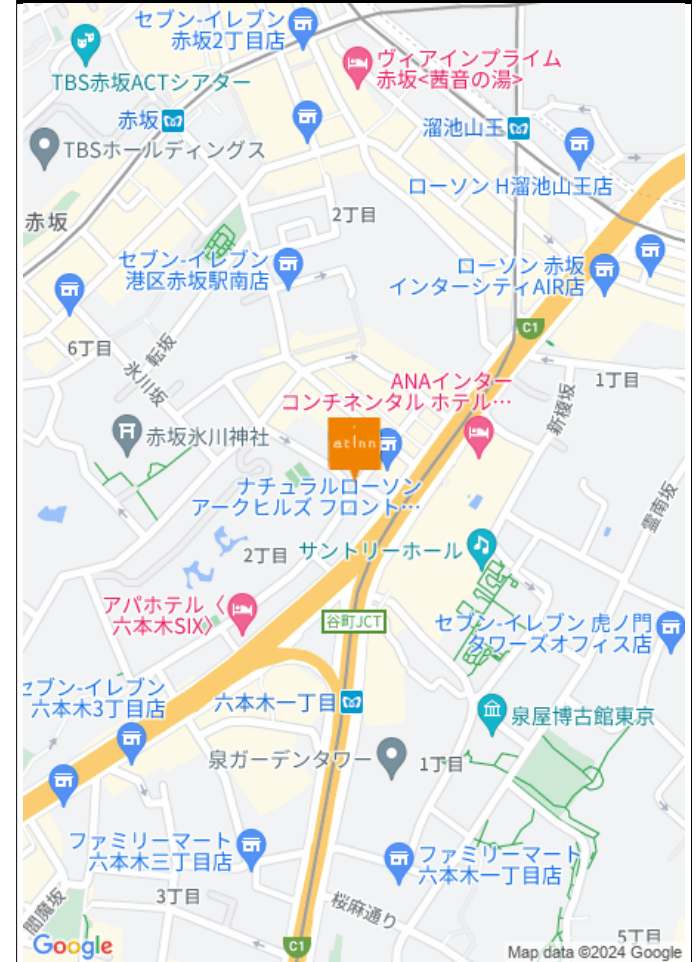 セブン-イレブン
赤坂2丁目店
ヴィアインプライム
赤坂<茜音の湯>
TBS赤坂ACTシアター
赤坂
溜池山王
TBSホールディングス
ローソン H溜池山王店
赤坂
2丁目
セブン-イレブン
港区赤坂駅南店
ローソン 赤坂
インターシティAIR店
C1
6丁目
転坂
氷川坂
ANAインター
コンチネンタル ホテル…
1丁目
新榎坂
赤坂氷川神社
at inn
ナチュラルローソン
アークヒルズ フロント…
霊南坂
2丁目
サントリーホール
アパホテル〈
六本木SIX〉
谷町JCT
セブン-イレブン 虎ノ門
タワーズオフィス店
セブン-イレブン
六本木3丁目店
六本木一丁目
泉屋博古館東京
泉ガーデンタワー
1丁目
ファミリーマート
六本木三丁目店
ファミリーマート
六本木一丁目店
3丁目
閻魔坂
桜麻通り
5丁目
C1
Google
Map data ©2024 Google